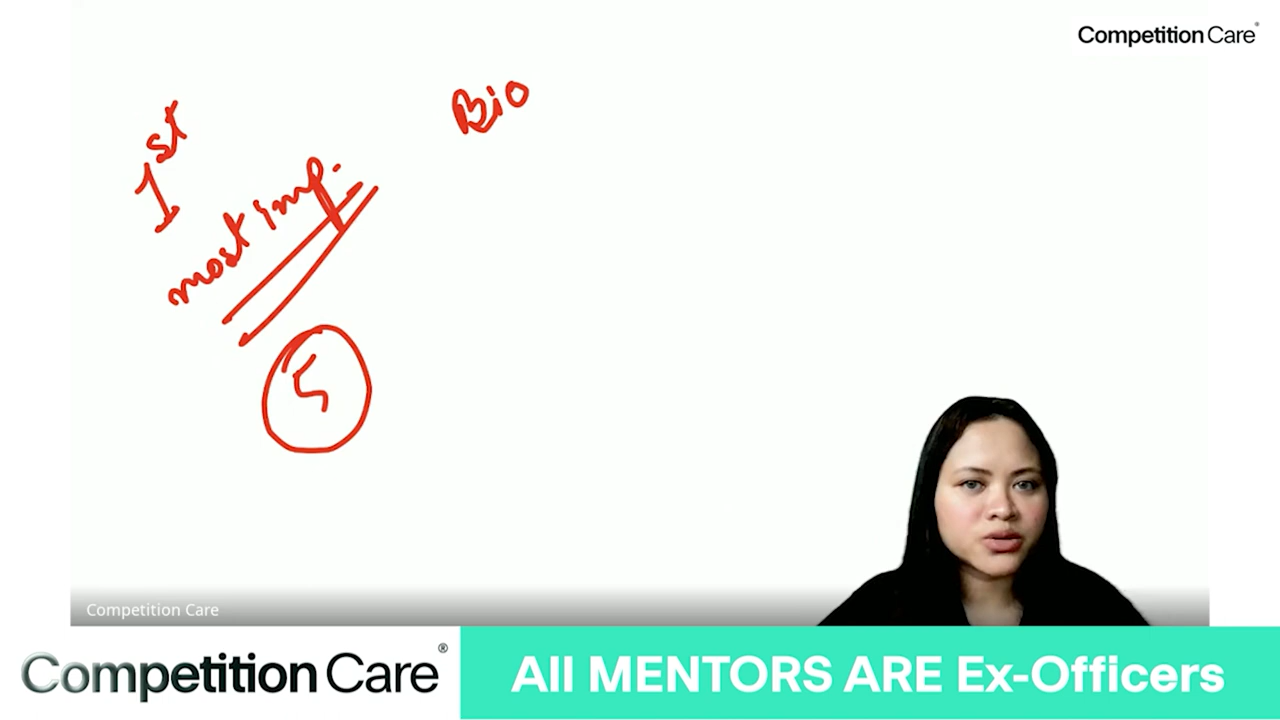 Competition Care®
Bio
1st
most imp.
5
Competition Care
Competition Care®
All MENTORS ARE Ex-Officers